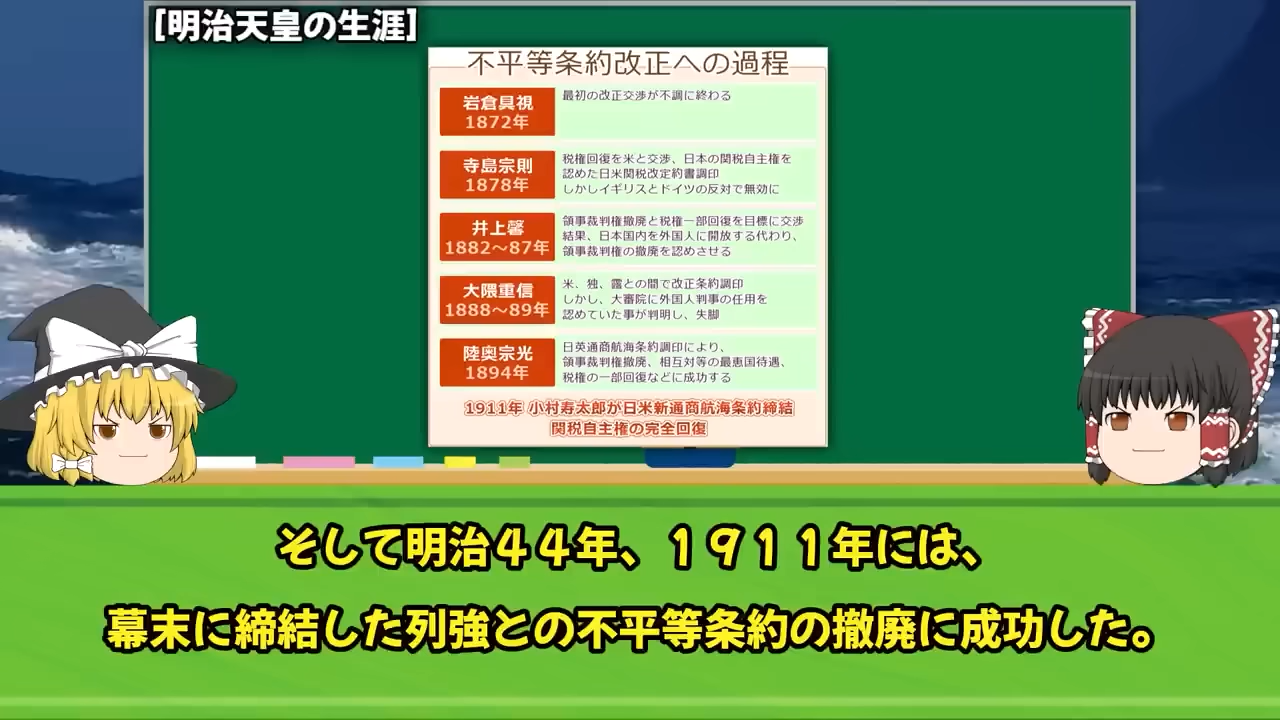 [明治天皇の生涯]
不平等条約改正への過程
岩倉具視
1872年
最初の改正交渉が不調に終わる
寺島宗則
1878年
税権回復を米と交渉、日本の関税自主権を
認めた日米関税改定約書調印
しかしイギリスとドイツの反対で無効に
井上馨
1882〜87年
領事裁判権撤廃と税権一部回復を目標に交渉
結果、日本国内を外国人に開放する代わり、
領事裁判権の撤廃を認めさせる
大隈重信
1888〜89年
米、独、露との間で改正条約調印
しかし、大審院に外国人判事の任用を
認めていた事が判明し、失脚
陸奥宗光
1894年
日英通商航海条約調印により、
領事裁判権撤廃、相互対等の最恵国待遇、
税権の一部回復などに成功する
1911年 小村寿太郎が日米新通商航海条約締結
関税自主権の完全回復
そして明治４４年、１９１１年には、
幕末に締結した列強との不平等条約の撤廃に成功した。